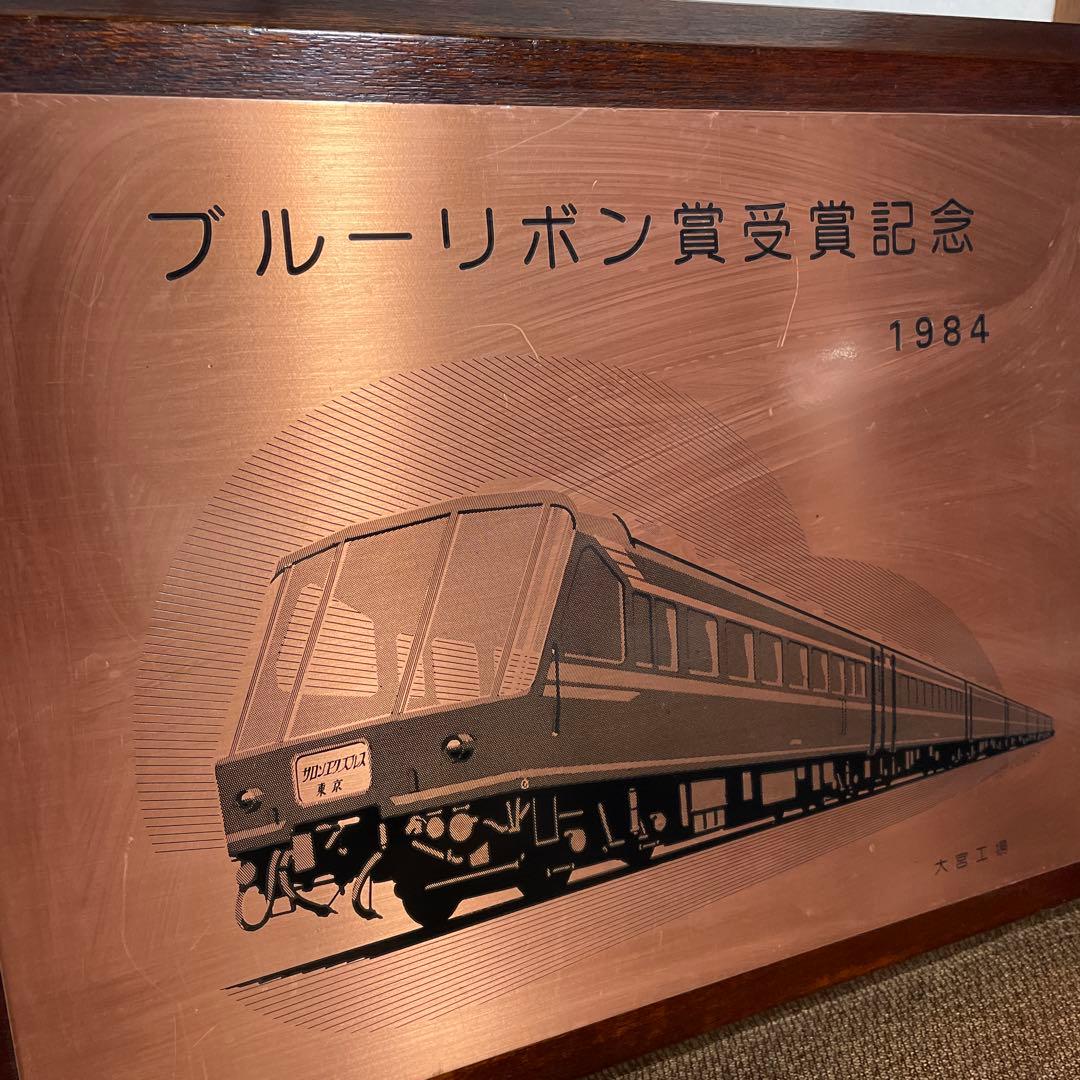 ブルーリボン賞受賞記念
1984
サロンエクスプレス
東京
大宮工場